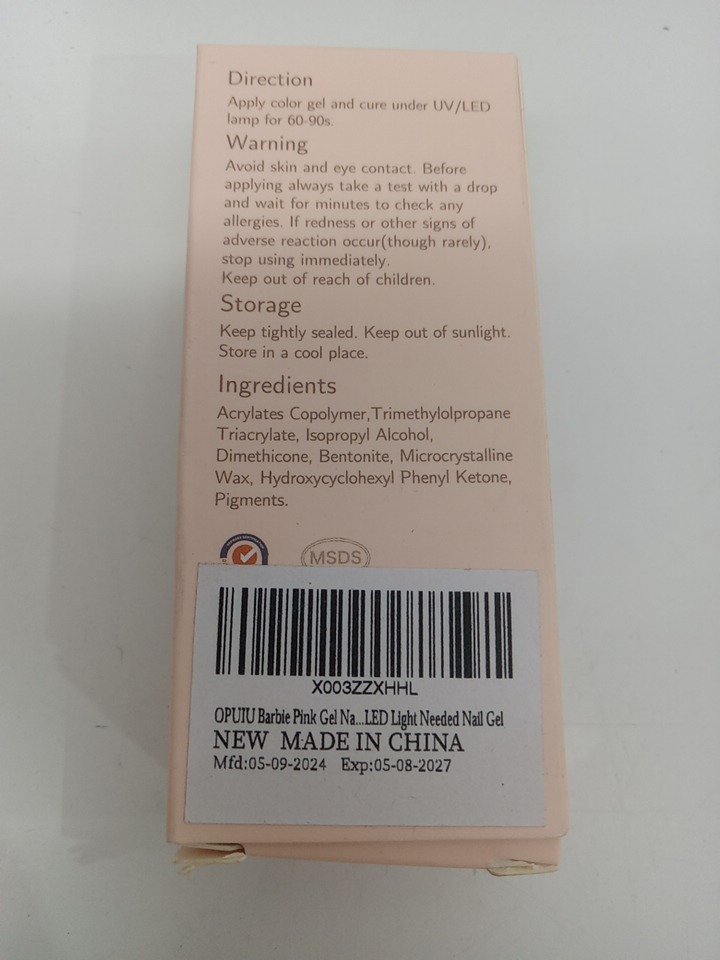 Direction
Apply color gel and cure under UV/LED
lamp for 60-90s.
Warning
Avoid skin and eye contact. Before
applying always take a test with a drop
and wait for minutes to check any
allergies. If redness or other signs of
adverse reaction occur(though rarely),
stop using immediately.
Keep out of reach of children.
Storage
Keep tightly sealed. Keep out of sunlight.
Store in a cool place.
Ingredients
Acrylates Copolymer,Trimethylolpropane
Triacrylate, Isopropyl Alcohol,
Dimethicone, Bentonite, Microcrystalline
Wax, Hydroxycyclohexyl Phenyl Ketone,
Pigments.
MSDS
X003ZZXHHL
OPUIU Barbie Pink Gel Na...LED Light Needed Nail Gel
NEW MADE IN CHINA
Mfd:05-09-2024 Exp:05-08-2027